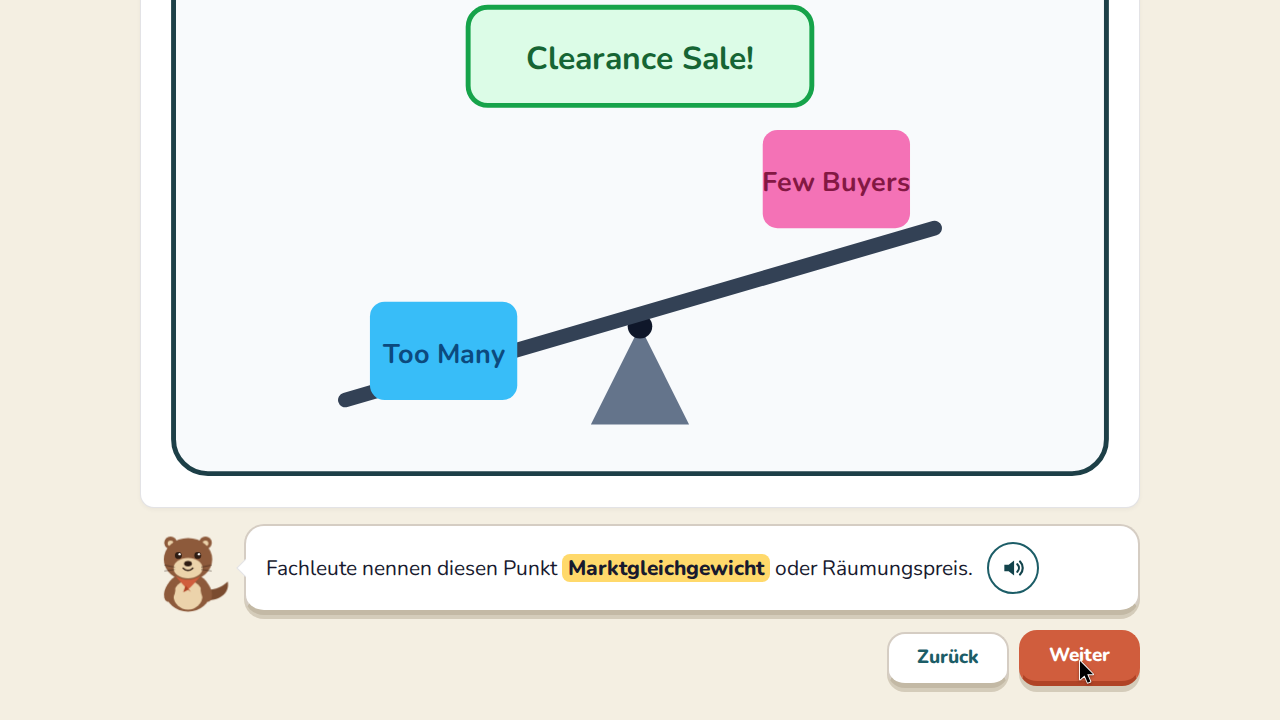 Clearance Sale!
Few Buyers
Too Many
Fachleute nennen diesen Punkt Marktgleichgewicht oder Räumungspreis.
Zurück
Weiter